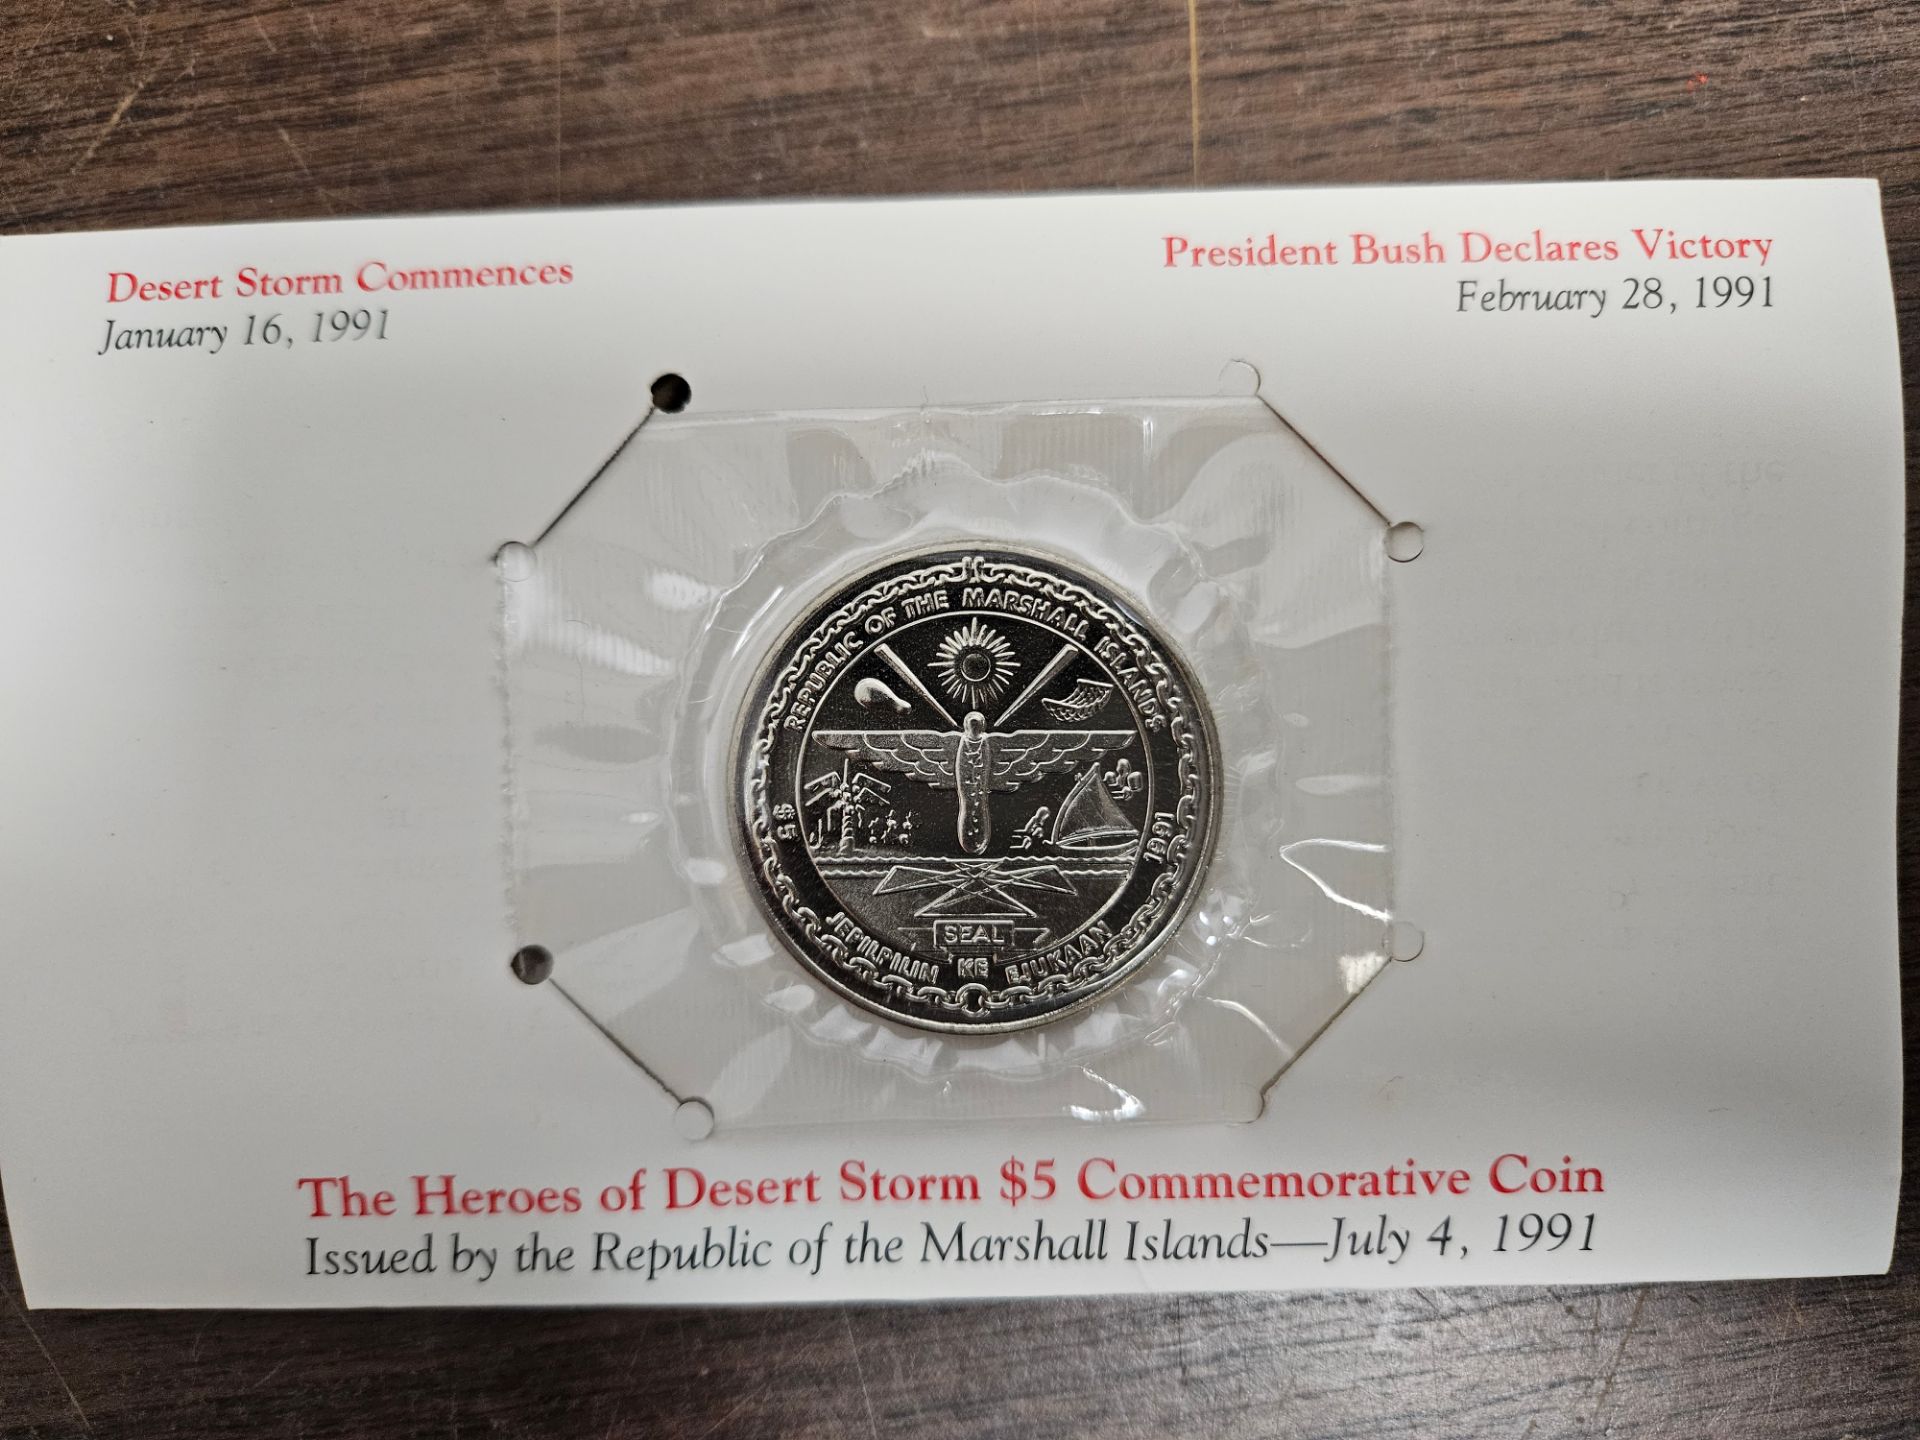 Desert Storm Commences
January 16, 1991
President Bush Declares Victory
February 28, 1991
REPUBLIC OF THE MARSHALL ISLANDS
$5
1991
SEAL
JEPILPILIN KE EJUKAAN
The Heroes of Desert Storm $5 Commemorative Coin
Issued by the Republic of the Marshall Islands—July 4, 1991